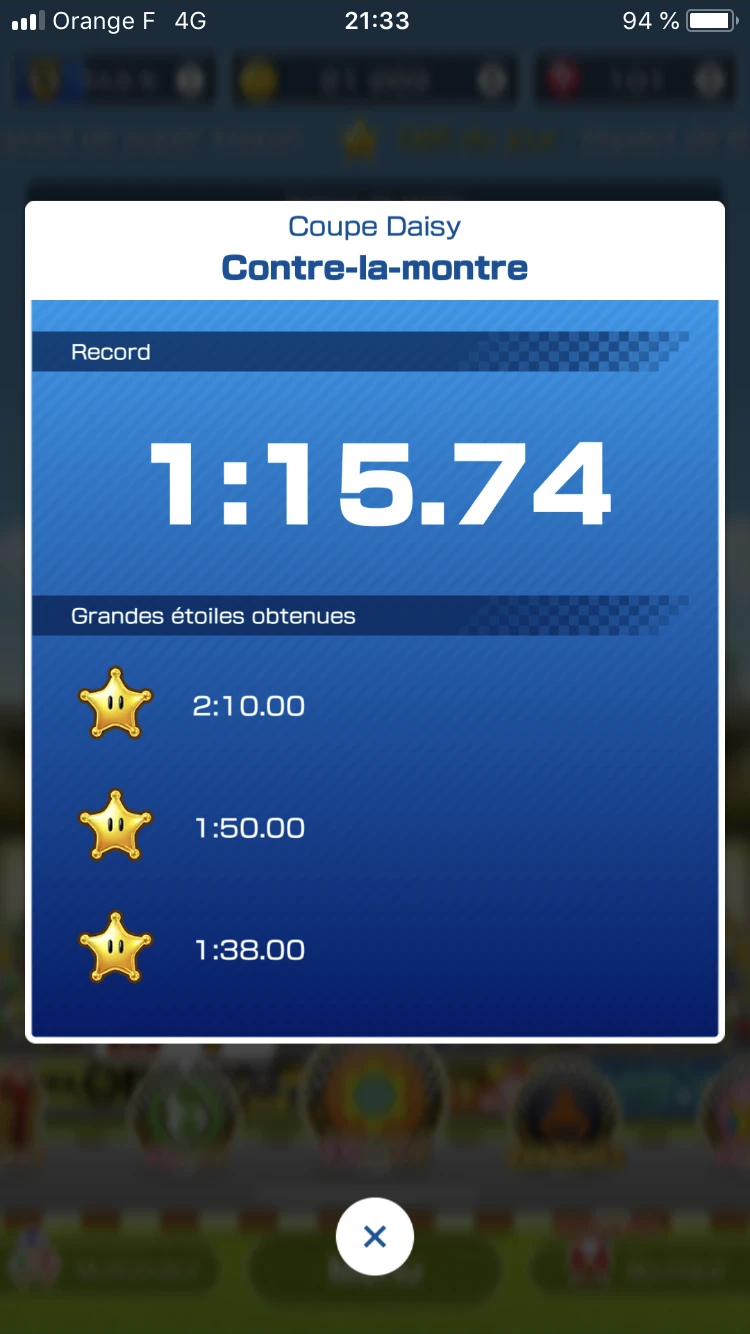 Orange F 4G 21:33 94 %
Coupe Daisy
Contre-la-montre
Record
1:15.74
Grandes étoiles obtenues
2:10.00
1:50.00
1:38.00